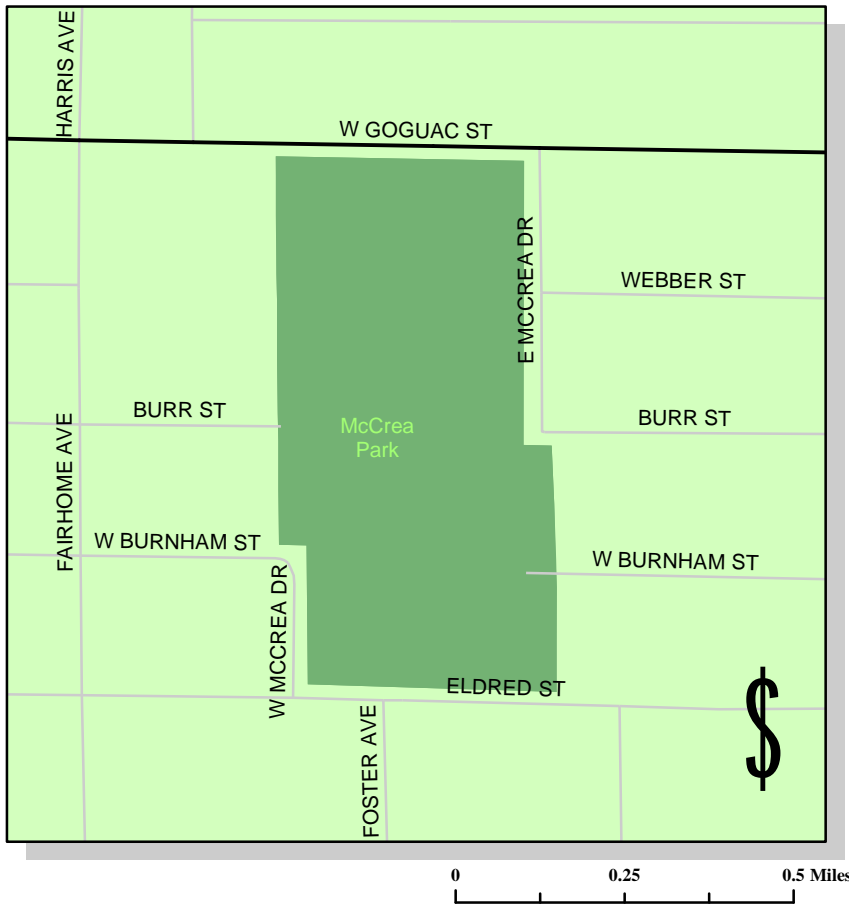 HARRIS AVE
W GOGUAC ST
E MCCREA DR
WEBBER ST
BURR ST
McCrea
Park
BURR ST
FAIRHOME AVE
W BURNHAM ST
W BURNHAM ST
W MCCREA DR
ELDRED ST
FOSTER AVE
$
0 0.25 0.5 Miles